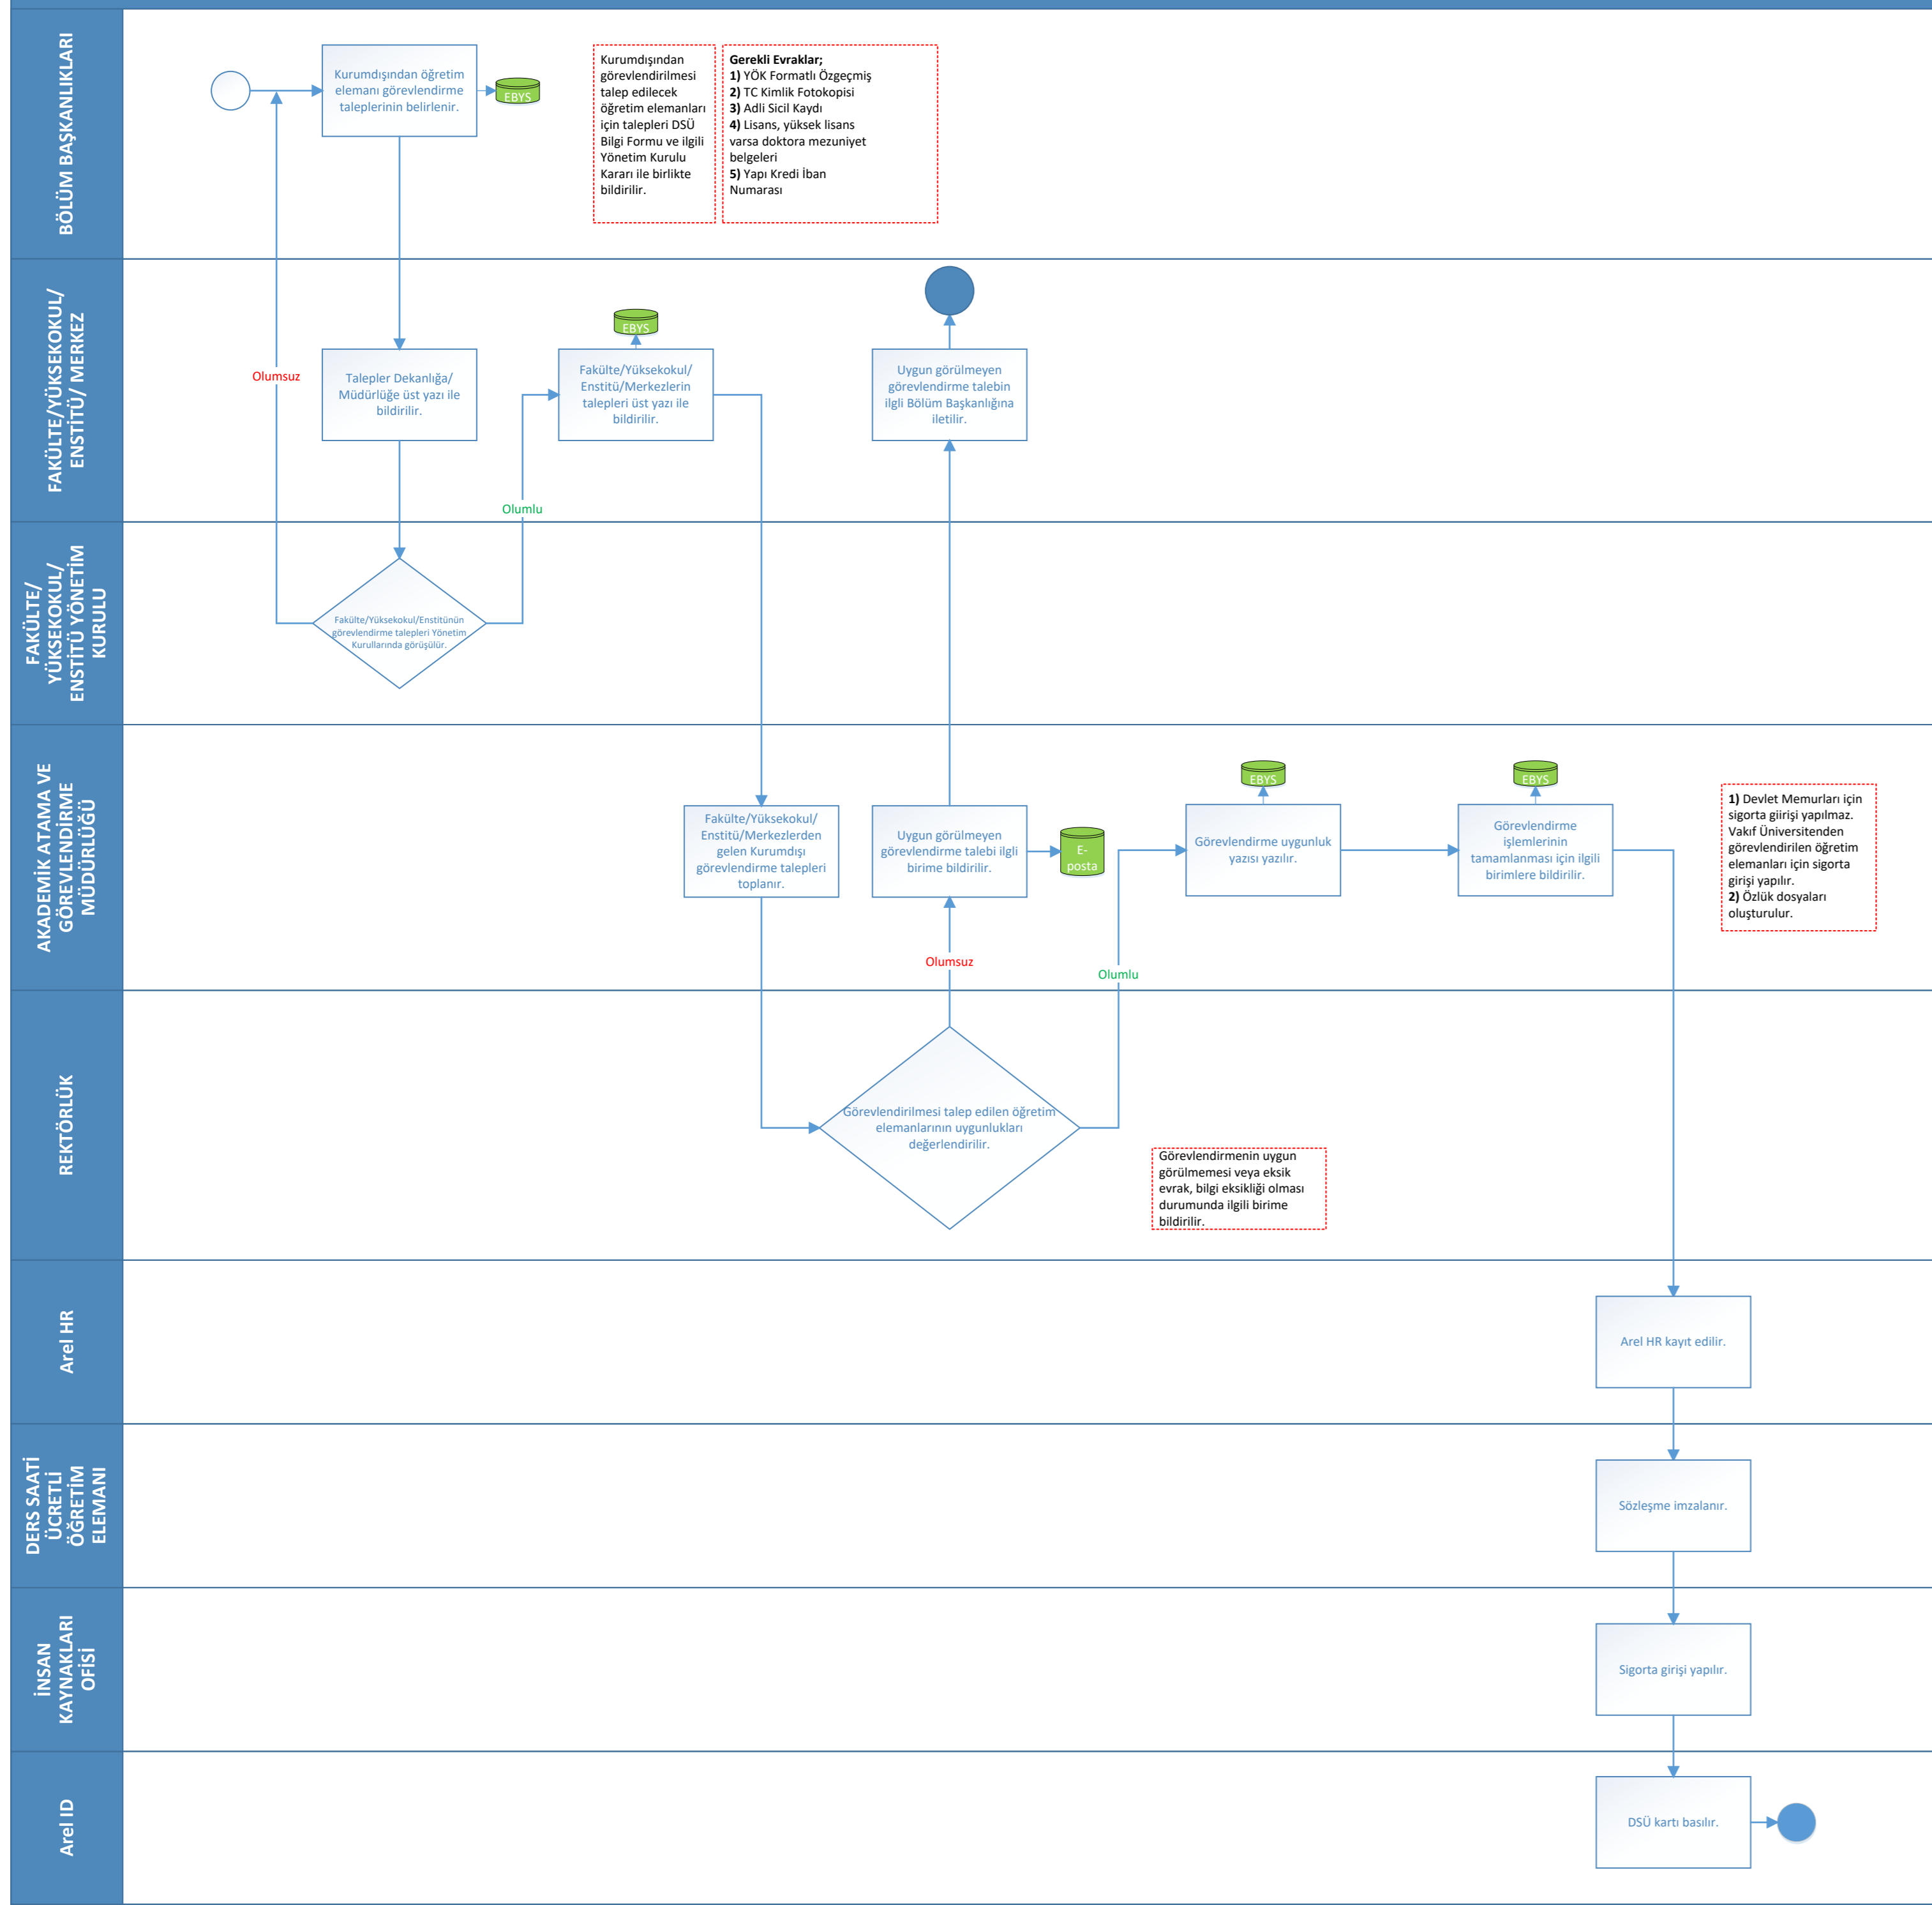 BÖLÜM BAŞKANLIKLARI
Kurumdışından öğretim
elemanı görevlendirme
taleplerinin belirlenir.
EBYS
Kurumdışından
görevlendirilmesi
talep edilecek
öğretim elemanları
için talepleri DSÜ
Bilgi Formu ve ilgili
Yönetim Kurulu
Kararı ile birlikte
bildirilir.
Gerekli Evraklar;
1) YÖK Formatlı Özgeçmiş
2) TC Kimlik Fotokopisi
3) Adli Sicil Kaydı
4) Lisans, yüksek lisans
varsa doktora mezuniyet
belgeleri
5) Yapı Kredi İban
Numarası
FAKÜLTE/YÜKSEKOKUL/
ENSTİTÜ/ MERKEZ
Olumsuz
Talepler Dekanlığa/
Müdürlüğe üst yazı ile
bildirilir.
EBYS
Fakülte/Yüksekokul/
Enstitü/Merkezlerin
talepleri üst yazı ile
bildirilir.
Uygun görülmeyen
görevlendirme talebin
ilgli Bölüm Başkanlığına
iletilir.
Olumlu
FAKÜLTE/
YÜKSEKOKUL/
ENSTİTÜ YÖNETİM
KURULU
Fakülte/Yüksekokul/Enstitünün
görevlendirme talepleri Yönetim
Kurullarında görüşülür.
AKADEMİK ATAMA VE
GÖREVLENDİRME
MÜDÜRLÜĞÜ
Fakülte/Yüksekokul/
Enstitü/Merkezlerden
gelen Kurumdışı
görevlendirme talepleri
toplanır.
Uygun görülmeyen
görevlendirme talebi ilgli
birime bildirilir.
E-
posta
EBYS
Görevlendirme uygunluk
yazısı yazılır.
EBYS
Görevlendirme
işlemlerinin
tamamlanması için ilgili
birimlere bildirilir.
1) Devlet Memurları için
sigorta giirişi yapılmaz.
Vakıf Üniversitenden
görevlendirilen öğretim
elemanları için sigorta
girişi yapılır.
2) Özlük dosyaları
oluşturulur.
Olumsuz
Olumlu
REKTÖRLÜK
Görevlendirilmesi talep edilen öğretim
elemanlarının uygunlukları
değerlendirilir.
Görevlendirmenin uygun
görülmemesi veya eksik
evrak, bilgi eksikliği olması
durumunda ilgili birime
bildirilir.
Arel HR
Arel HR kayıt edilir.
DERS SAATİ
ÜCRETLİ
ÖĞRETİM
ELEMANI
Sözleşme imzalanır.
İNSAN
KAYNAKLARI
OFİSİ
Sigorta girişi yapılır.
Arel ID
DSÜ kartı basılır.